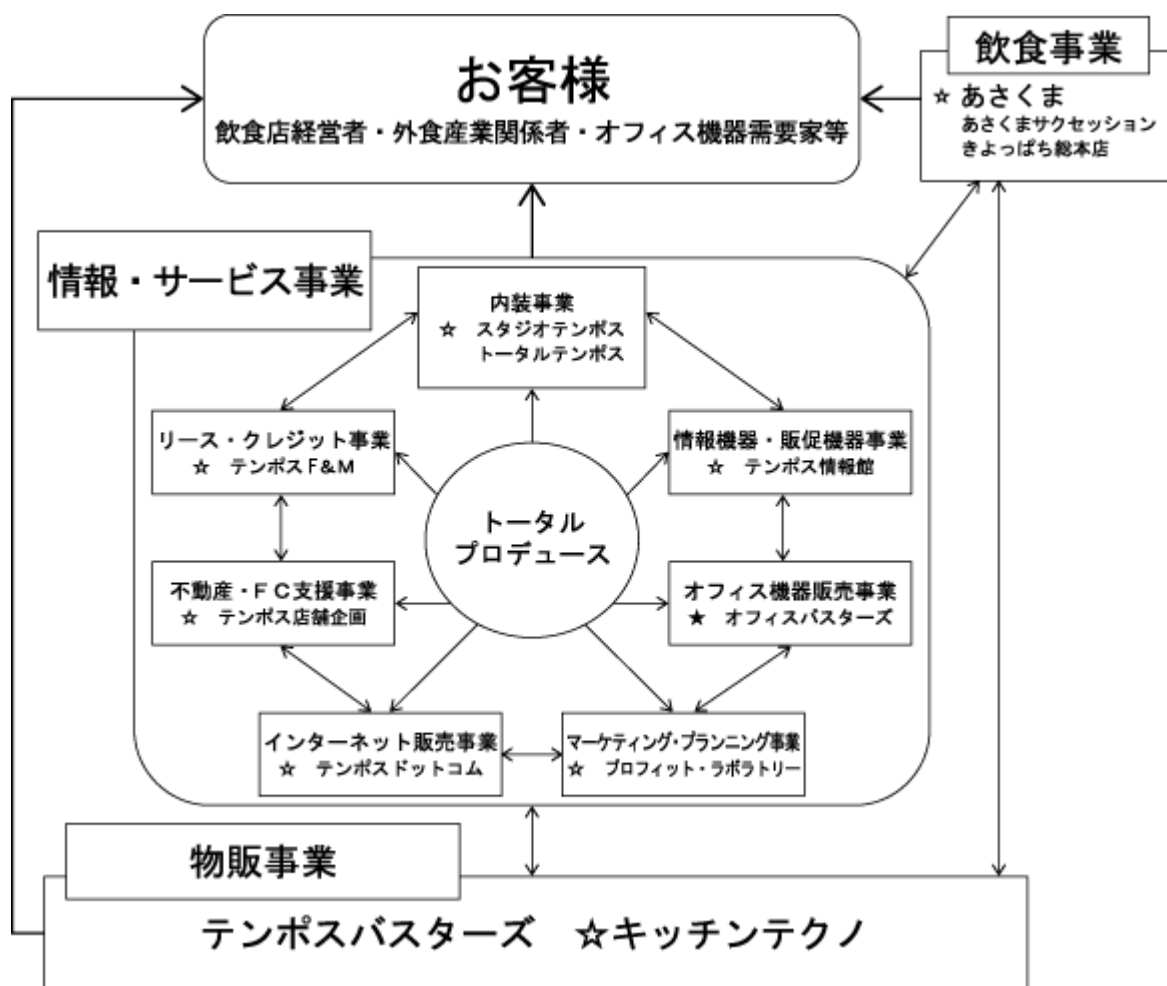 お客様
飲食店経営者・外食産業関係者・オフィス機器需要家等
飲食事業
☆ あさくま
あさくまサクセッション
きよっぱち総本店
情報・サービス事業
内装事業
☆ スタジオテンポス
トータルテンポス
リース・クレジット事業
☆ テンポスF&M
情報機器・販促機器事業
☆ テンポス情報館
トータル
プロデュース
不動産・FC支援事業
☆ テンポス店舗企画
オフィス機器販売事業
★ オフィスバスターズ
インターネット販売事業
☆ テンポスドットコム
マーケティング・プランニング事業
☆ プロフィット・ラボラトリー
物販事業
テンポスバスターズ ☆キッチンテクノ